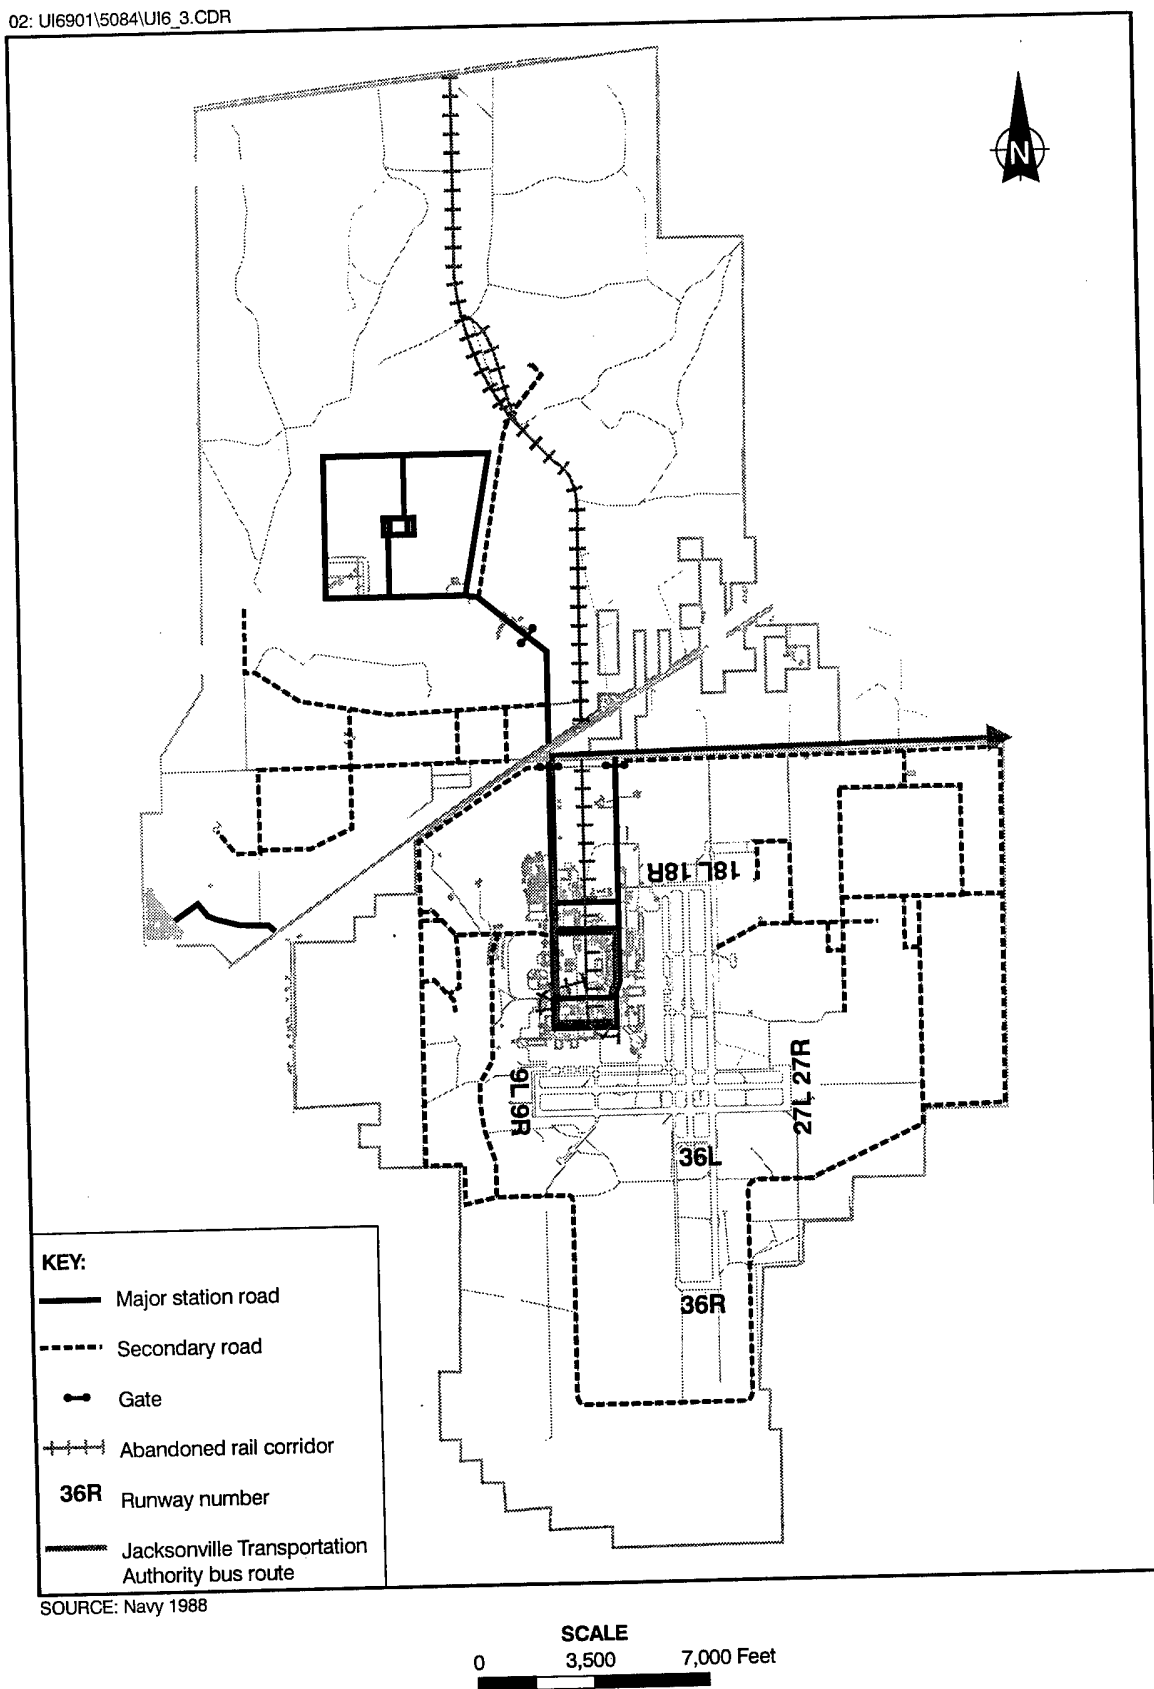 02: UI6901\5084\UI6_3.CDR
N
18L 18R
9L 9R
27L 27R
36L
36R
KEY:
Major station road
Secondary road
Gate
Abandoned rail corridor
36R Runway number
Jacksonville Transportation
Authority bus route
SOURCE: Navy 1988
SCALE
0 3,500 7,000 Feet